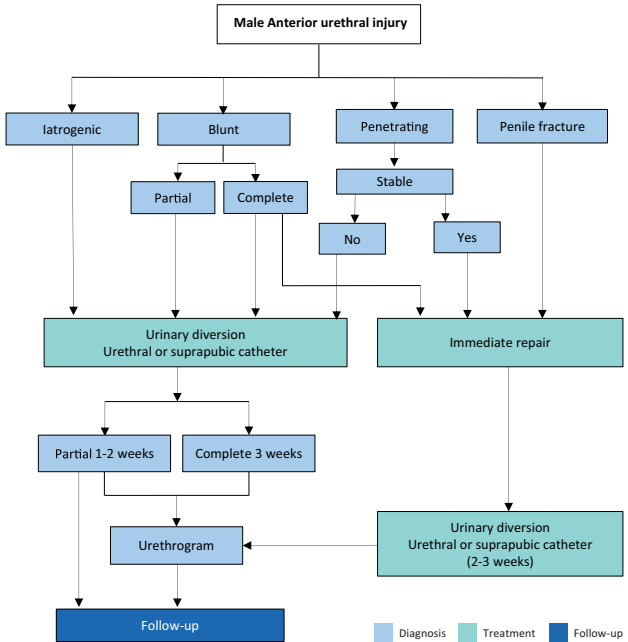 Male Anterior urethral injury
Iatrogenic
Blunt
Penetrating
Penile fracture
Partial
Complete
Stable
No
Yes
Urinary diversion
Urethral or suprapubic catheter
Immediate repair
Partial 1-2 weeks
Complete 3 weeks
Urethrogram
Urinary diversion
Urethral or suprapubic catheter
(2-3 weeks)
Follow-up
Diagnosis
Treatment
Follow-up